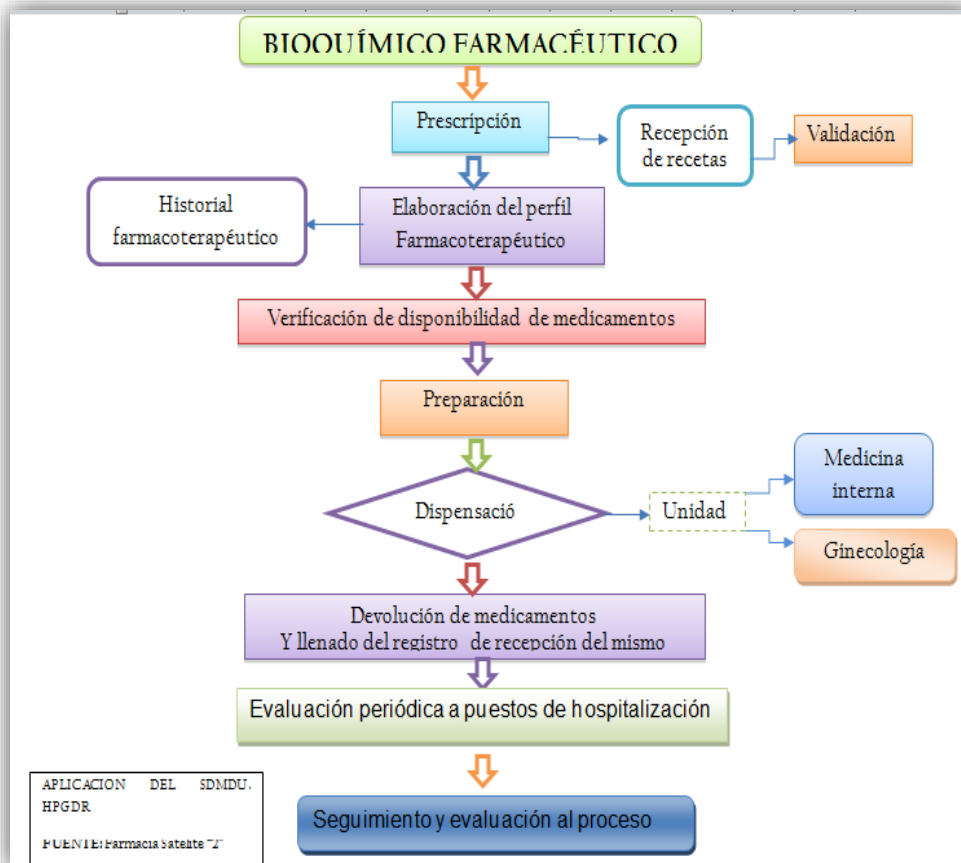 BIOQUÍMICO FARMACÉUTICO
Prescripción
Recepción
de recetas
Validación
Historial
farmacoterapéutico
Elaboración del perfil
Farmacoterapéutico
Verificación de disponibilidad de medicamentos
Preparación
Dispensació
Unidad
Medicina
interna
Ginecología
Devolución de medicamentos
Y llenado del registro de recepción del mismo
Evaluación periódica a puestos de hospitalización
Seguimiento y evaluación al proceso
APLICACION DEL SDMDU.
HPGDR
FUENTE: Farmacia Satelite "2"